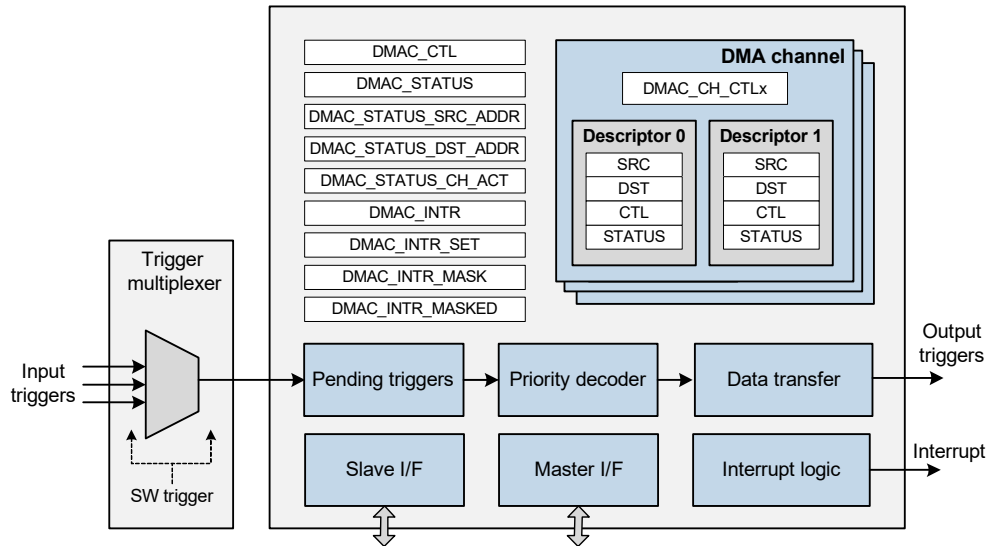 DMAC_CTL
DMAC_STATUS
DMAC_STATUS_SRC_ADDR
DMAC_STATUS_DST_ADDR
DMAC_STATUS_CH_ACT
DMAC_INTR
DMAC_INTR_SET
DMAC_INTR_MASK
DMAC_INTR_MASKED
DMA channel
DMAC_CH_CTLx
Descriptor 0
SRC
DST
CTL
STATUS
Descriptor 1
SRC
DST
CTL
STATUS
Trigger
multiplexer
Input
triggers
SW trigger
Pending triggers
Priority decoder
Data transfer
Output
triggers
Slave I/F
Master I/F
Interrupt logic
Interrupt